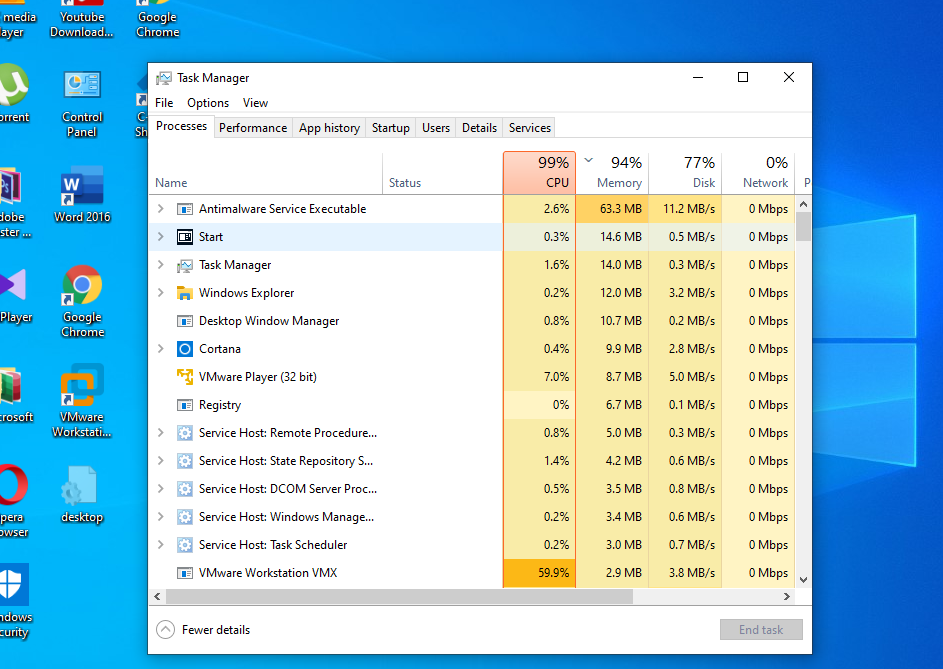 media
Youtube
Google
ayer
Download...
Chrome
Task Manager
File Options View
orrent
Control
Panel
C-
Sh
Processes Performance App history Startup Users Details Services
99% 94% 77% 0%
Name Status CPU Memory Disk Network P
Antimalware Service Executable 2.6% 63.3 MB 11.2 MB/s 0 Mbps
Start 0.3% 14.6 MB 0.5 MB/s 0 Mbps
Task Manager 1.6% 14.0 MB 0.3 MB/s 0 Mbps
Windows Explorer 0.2% 12.0 MB 3.2 MB/s 0 Mbps
Desktop Window Manager 0.8% 10.7 MB 0.2 MB/s 0 Mbps
Cortana 0.4% 9.9 MB 2.8 MB/s 0 Mbps
VMware Player (32 bit) 7.0% 8.7 MB 5.0 MB/s 0 Mbps
Registry 0% 6.7 MB 0.1 MB/s 0 Mbps
Service Host: Remote Procedure... 0.8% 5.0 MB 0.3 MB/s 0 Mbps
Service Host: State Repository S... 1.4% 4.2 MB 0.6 MB/s 0 Mbps
Service Host: DCOM Server Proc... 0.5% 3.5 MB 0.8 MB/s 0 Mbps
Service Host: Windows Manage... 0.2% 3.4 MB 0.6 MB/s 0 Mbps
Service Host: Task Scheduler 0.2% 3.0 MB 0.7 MB/s 0 Mbps
VMware Workstation VMX 59.9% 2.9 MB 3.8 MB/s 0 Mbps
Fewer details End task
Ps
dobe
ster ...
W
Word 2016
Player
Google
Chrome
crosoft
VMware
Workstati...
pera
owser
desktop
ndows
curity